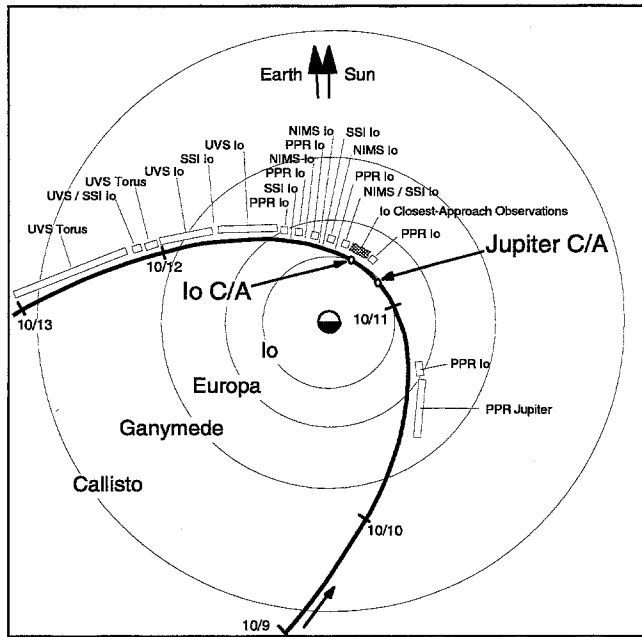 Earth
Sun
NIMS Io
SSI Io
PPR Io
NIMS Io
UVS Io
NIMS Io
SSI Io
PPR Io
PPR Io
UVS Io
SSI Io
NIMS / SSI Io
UVS Torus
PPR Io
Io Closest-Approach Observations
UVS / SSI Io
PPR Io
UVS Torus
Jupiter C/A
10/12
Io C/A
10/13
10/11
Io
PPR Io
Europa
PPR Jupiter
Ganymede
Callisto
10/10
10/9